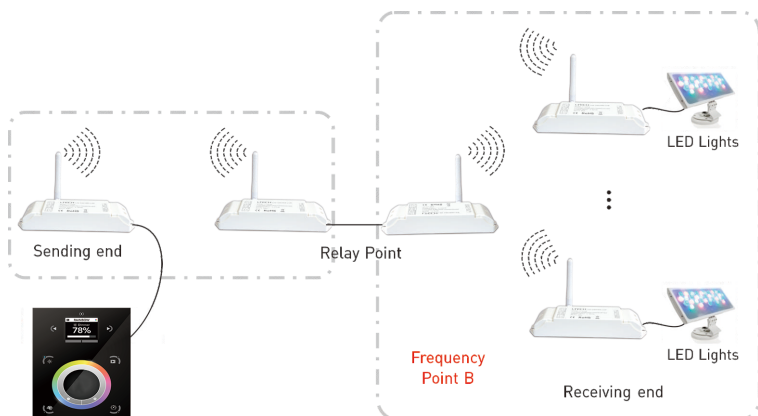 LED Lights
Sending end
Relay Point
78%
LED Lights
Frequency
Point B
Receiving end